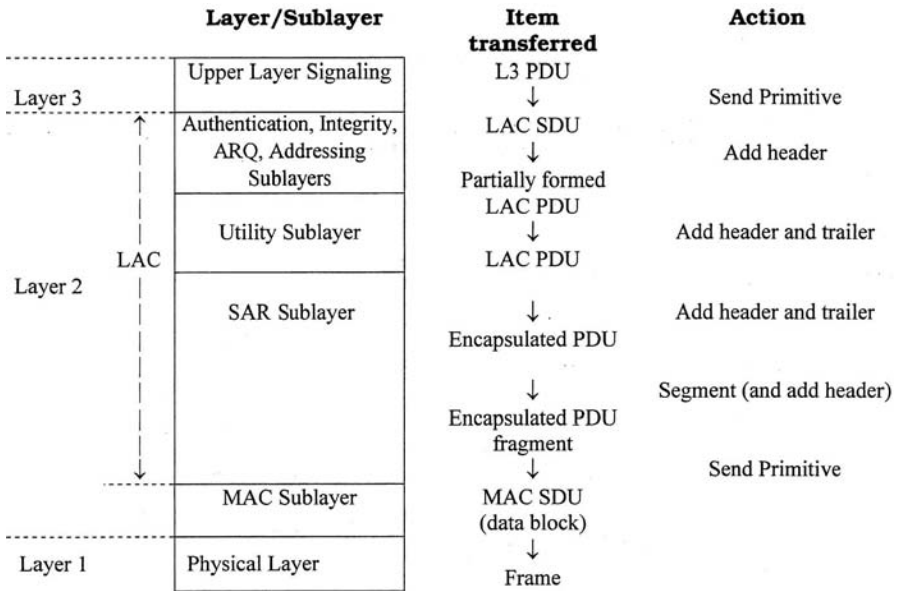 Layer/Sublayer Item Action
transferred
Upper Layer Signaling L3 PDU
Layer 3 ↓ Send Primitive
Authentication, Integrity, LAC SDU
ARQ, Addressing ↓ Add header
Sublayers Partially formed
LAC PDU
Utility Sublayer ↓ Add header and trailer
LAC LAC PDU
Layer 2
SAR Sublayer ↓ Add header and trailer
Encapsulated PDU
↓ Segment (and add header)
Encapsulated PDU
fragment
↓ Send Primitive
MAC Sublayer MAC SDU
(data block)
Layer 1 Physical Layer ↓
Frame